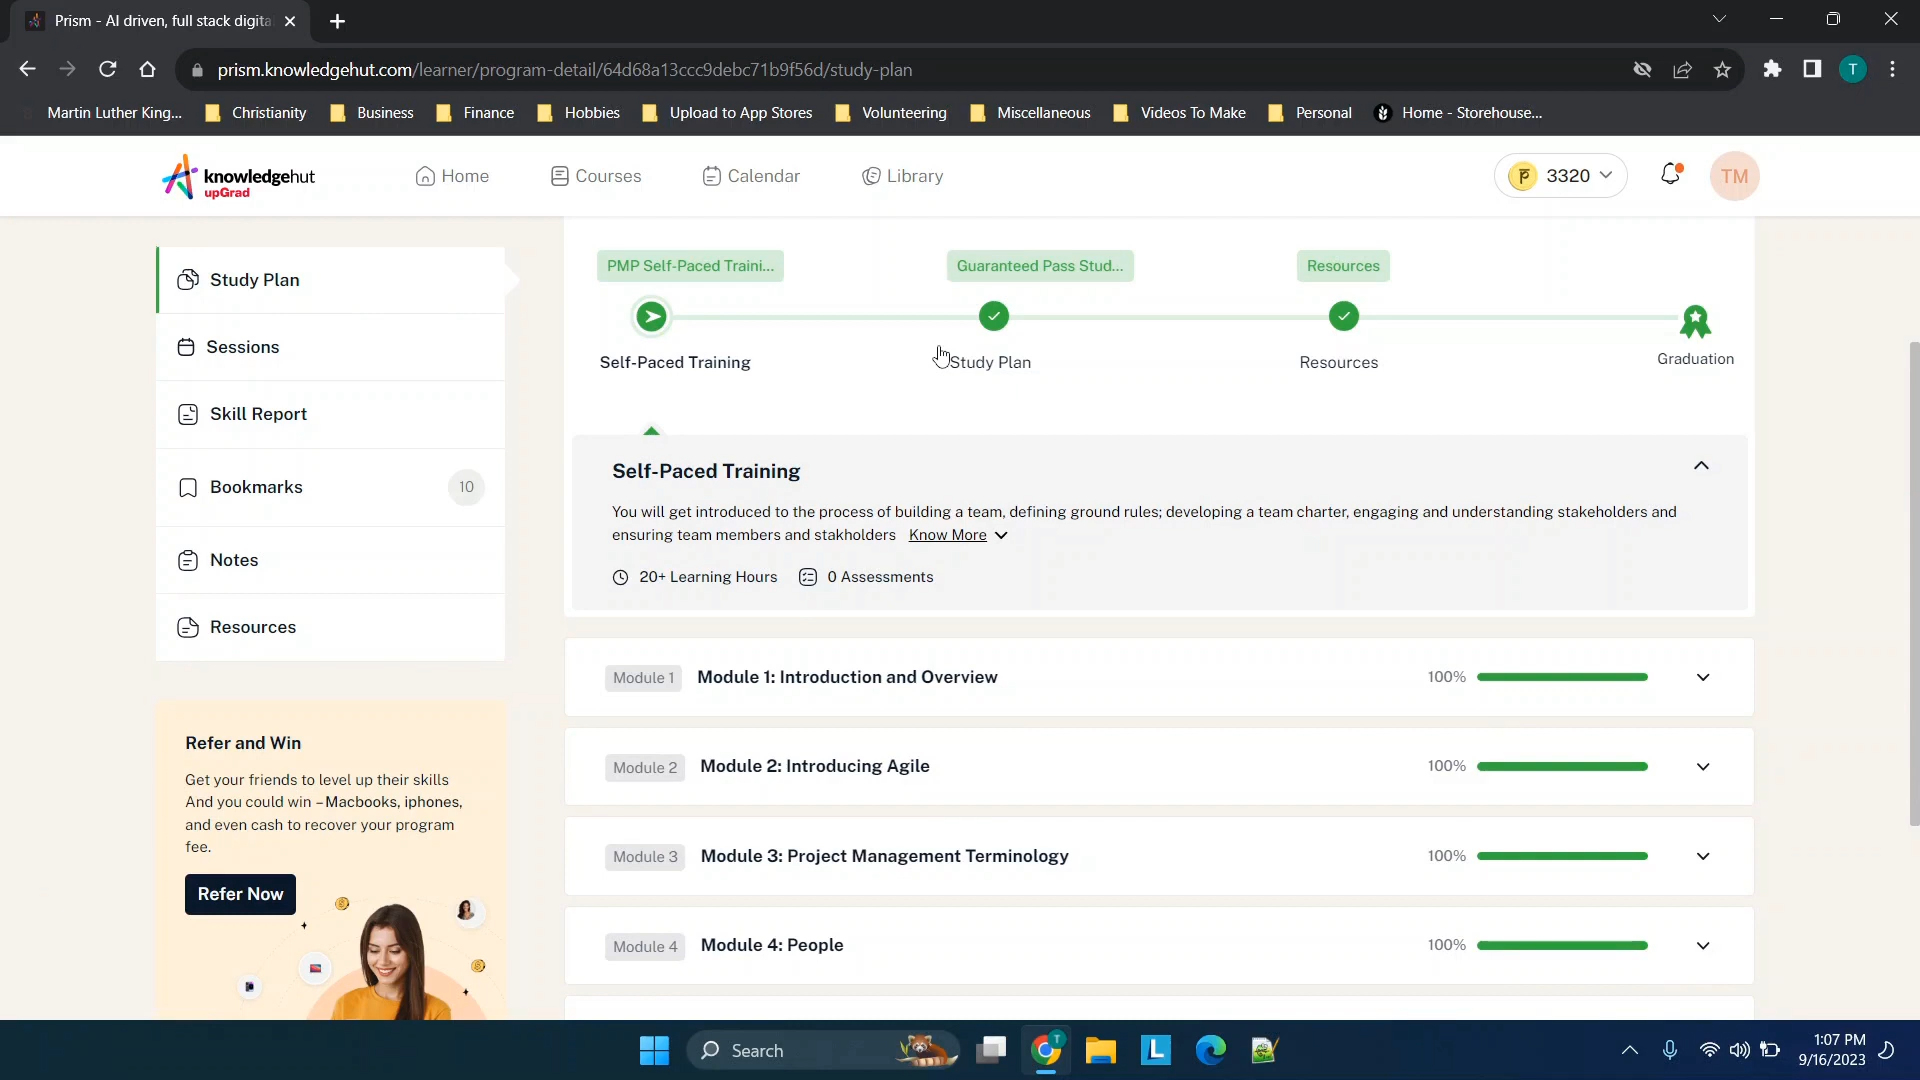 Prism - AI driven, full stack digita
prism.knowledgehut.com/learner/program-detail/64d68a13ccc9debc71b9f56d/study-plan
T
Martin Luther King...
Christianity
Business
Finance
Hobbies
Upload to App Stores
Volunteering
Miscellaneous
Videos To Make
Personal
Home - Storehouse...
knowledgehut
upGrad
Home
Courses
Calendar
Library
3320
TM
Study Plan
Sessions
Skill Report
Bookmarks
10
Notes
Resources
PMP Self-Paced Traini...
Guaranteed Pass Stud...
Resources
Self-Paced Training
Study Plan
Resources
Graduation
Self-Paced Training
You will get introduced to the process of building a team, defining ground rules; developing a team charter, engaging and understanding stakeholders and
ensuring team members and stakholders Know More
20+ Learning Hours
0 Assessments
Module 1
Module 1: Introduction and Overview
100%
Module 2
Module 2: Introducing Agile
100%
Module 3
Module 3: Project Management Terminology
100%
Module 4
Module 4: People
100%
Refer and Win
Get your friends to level up their skills
And you could win – Macbooks, iphones,
and even cash to recover your program
fee.
Refer Now
Search
T
L
1:07 PM
9/16/2023